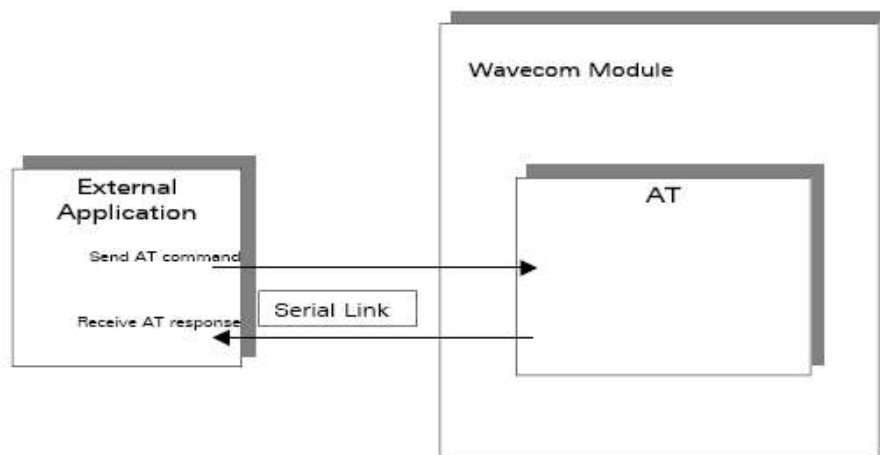 Wavecom Module
External
Application
AT
Send AT command
Serial Link
Receive AT response